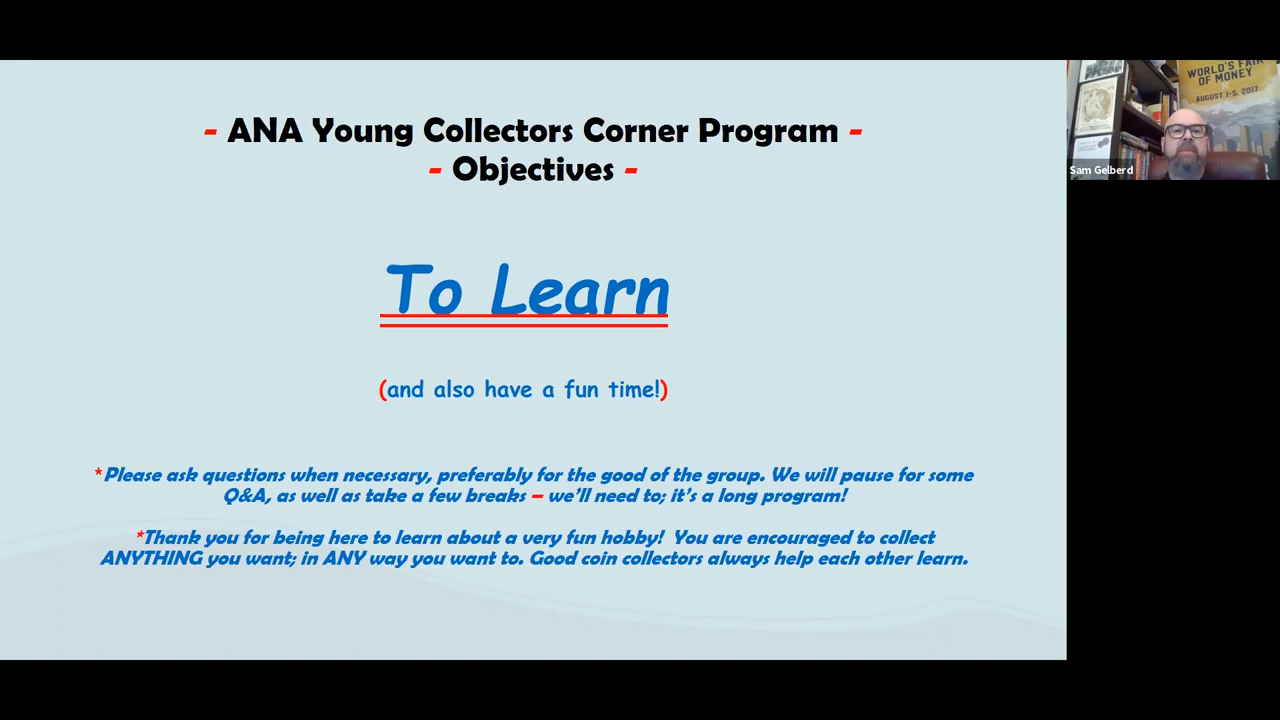 - ANA Young Collectors Corner Program -
- Objectives -
To Learn
(and also have a fun time!)
*Please ask questions when necessary, preferably for the good of the group. We will pause for some
Q&A, as well as take a few breaks – we'll need to; it's a long program!
*Thank you for being here to learn about a very fun hobby! You are encouraged to collect
ANYTHING you want; in ANY way you want to. Good coin collectors always help each other learn.
WORLD'S FAIR
OF MONEY
AUGUST 1-5, 2017
Sam Gelberd